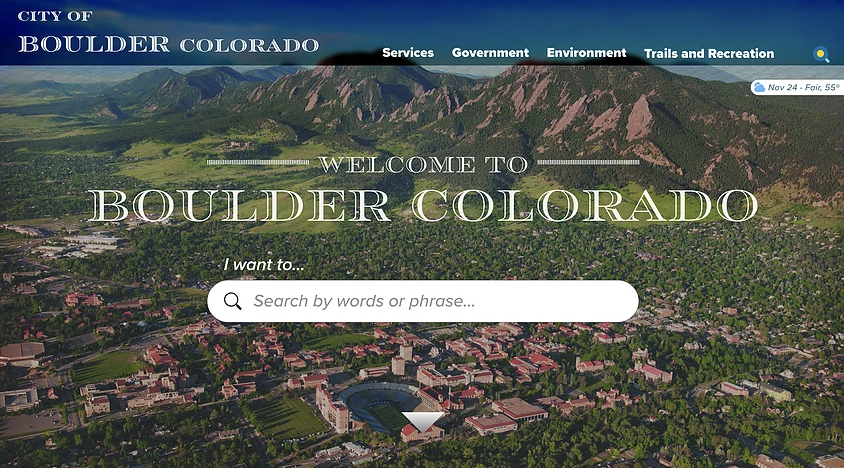 CITY OF
BOULDER COLORADO
Services Government Environment Trails and Recreation
Nov 24 - Fair, 55°
WELCOME TO
BOULDER COLORADO
I want to...
Search by words or phrase...